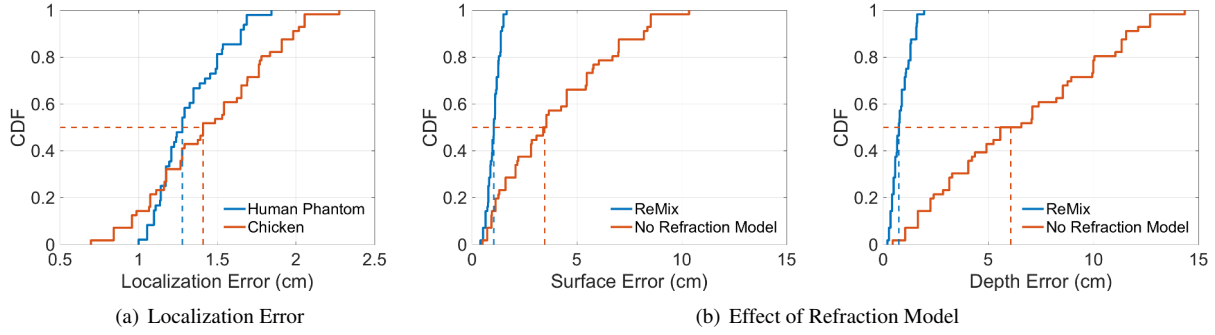 CDF
1
0.8
0.6
0.4
0.2
0
0.5
1
1.5
2
2.5
Human Phantom
Chicken
Localization Error (cm)
CDF
1
0.8
0.6
0.4
0.2
0
0
5
10
15
ReMix
No Refraction Model
Surface Error (cm)
CDF
1
0.8
0.6
0.4
0.2
0
0
5
10
15
ReMix
No Refraction Model
Depth Error (cm)
(a) Localization Error
(b) Effect of Refraction Model